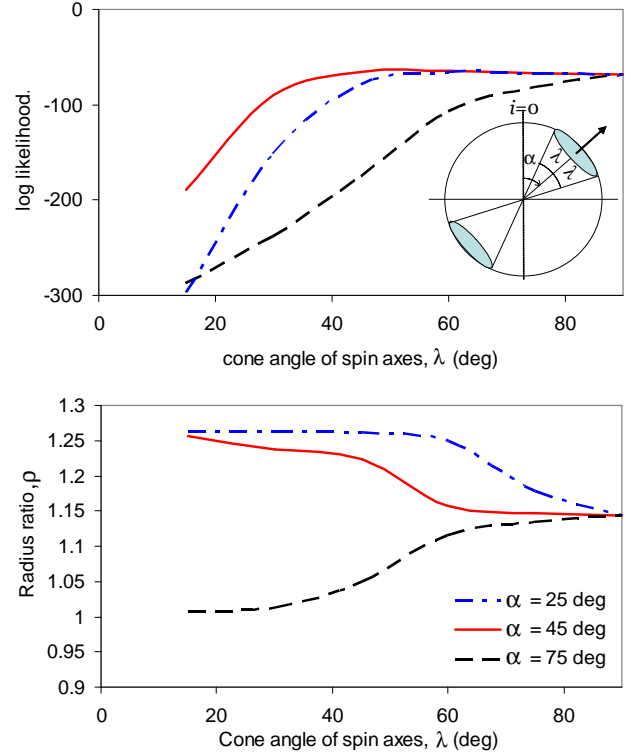 0
-100
-200
-300
log likelihood.
0
20
40
60
80
cone angle of spin axes, λ (deg)
i=0
α
λ
λ
1.3
1.25
1.2
1.15
1.1
1.05
1
0.95
0.9
Radius ratio,ρ
α = 25 deg
α = 45 deg
α = 75 deg
0
20
40
60
80
Cone angle of spin axes, λ (deg)